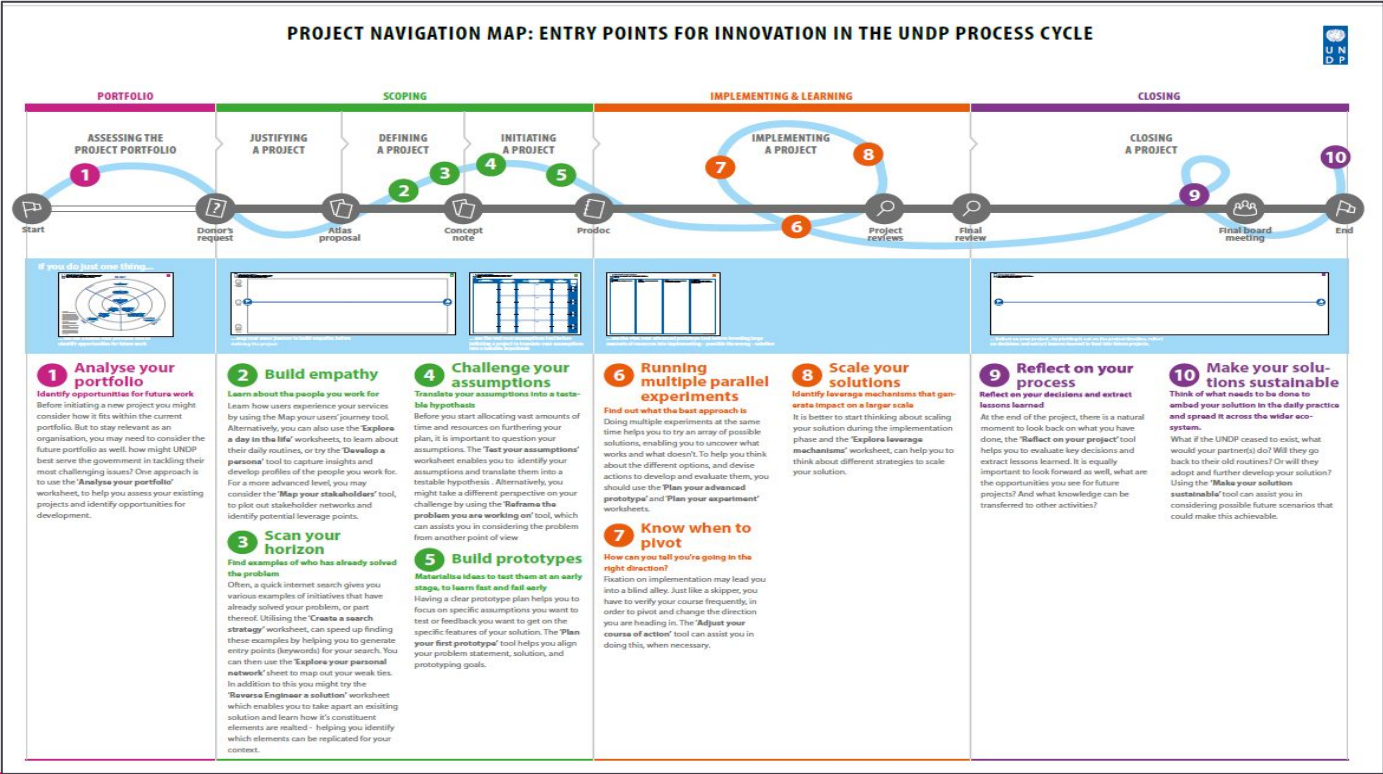 PROJECT NAVIGATION MAP: ENTRY POINTS FOR INNOVATION IN THE UNDP PROCESS CYCLE
U N
D P
PORTFOLIO
SCOPING
IMPLEMENTING & LEARNING
CLOSING
ASSESSING THE
PROJECT PORTFOLIO
JUSTIFYING
A PROJECT
DEFINING
A PROJECT
INITIATING
A PROJECT
IMPLEMENTING
A PROJECT
CLOSING
A PROJECT
1
2
3
4
5
6
7
8
9
10
Start
Donor's
request
Atlas
proposal
Concept
note
Prodoc
Project
reviews
Final
review
Final board
meeting
End
If you do just one thing...
1 Analyse your
portfolio
Identify opportunities for future work
Before initiating a new project you might
consider how it fits within the current
portfolio. But to stay relevant as an
organisation, you may need to consider the
future portfolio as well. how might UNDP
best serve the government in tackling their
most challenging issues? One approach is
to use the 'Analyse your portfolio'
worksheet, to help you assess your existing
projects and identify opportunities for
development.
2 Build empathy
Learn about the people you work for
Learn how users experience your services
by using the Map your users' journey tool.
Alternatively, you can also use the 'Explore
a day in the life' worksheets, to learn about
their daily routines, or try the 'Develop a
persona' tool to capture insights and
develop profiles of the people you work for.
For a more advanced level, you may
consider the 'Map your stakeholders' tool,
to plot out stakeholder networks and
identify potential leverage points.
3 Scan your
horizon
Find examples of who has already solved
the problem
Often, a quick internet search gives you
various examples of initiatives that have
already solved your problem, or part
thereof. Utilising the 'Create a search
strategy' worksheet, can speed up finding
these examples by helping you to generate
entry points (keywords) for your search. You
can then use the 'Explore your personal
network' sheet to map out your weak ties.
In addition to this you might try the
'Reverse Engineer a solution' worksheet
which enables you to take apart an exisiting
solution and learn how it's constituent
elements are realted - helping you identify
which elements can be replicated for your
context.
4 Challenge your
assumptions
Translate your assumptions into a testa-
ble hypothesis
Before you start allocating vast amounts of
time and resources on furthering your
plan, it is important to question your
assumptions. The 'Test your assumptions'
worksheet enables you to identify your
assumptions and translate them into a
testable hypothesis . Alternatively, you
might take a different perspective on your
challenge by using the 'Reframe the
problem you are working on' tool, which
can assists you in considering the problem
from another point of view
5 Build prototypes
Materialise ideas to test them at an early
stage, to learn fast and fail early
Having a clear prototype plan helps you to
focus on specific assumptions you want to
test or feedback you want to get on the
specific features of your solution. The 'Plan
your first prototype' tool helps you align
your problem statement, solution, and
prototyping goals.
6 Running
multiple parallel
experiments
Find out what the best approach is
Doing multiple experiments at the same
time helps you to try an array of possible
solutions, enabling you to uncover what
works and what doesn't. To help you think
about the different options, and devise
actions to develop and evaluate them, you
should use the 'Plan your advanced
prototype' and 'Plan your experiment'
worksheets.
7 Know when to
pivot
How can you tell you're going in the
right direction?
Fixation on implementation may lead you
into a blind alley. Just like a skipper, you
have to verify your course frequently, in
order to pivot and change the direction
you are heading in. The 'Adjust your
course of action' tool can assist you in
doing this, when necessary.
8 Scale your
solutions
Identify leverage mechanisms that gen-
erate impact on a larger scale
It is better to start thinking about scaling
your solution during the implementation
phase and the 'Explore leverage
mechanisms' worksheet, can help you to
think about different strategies to scale
your solution.
9 Reflect on your
process
Reflect on your decisions and extract
lessons learned
At the end of the project, there is a natural
moment to look back on what you have
done, the 'Reflect on your project' tool
helps you to evaluate key decisions and
extract lessons learned. It is equally
important to look forward as well, what are
the opportunities you see for future
projects? And what knowledge can be
transferred to other activities?
10 Make your solu-
tions sustainable
Think of what needs to be done to
embed your solution in the daily practice
and spread it across the wider eco-
system.
What if the UNDP ceased to exist, what
would your partner(s) do? Will they go
back to their old routines? Or will they
adopt and further develop your solution?
Using the 'Make your solution
sustainable' tool can assist you in
considering possible future scenarios that
could make this achievable.